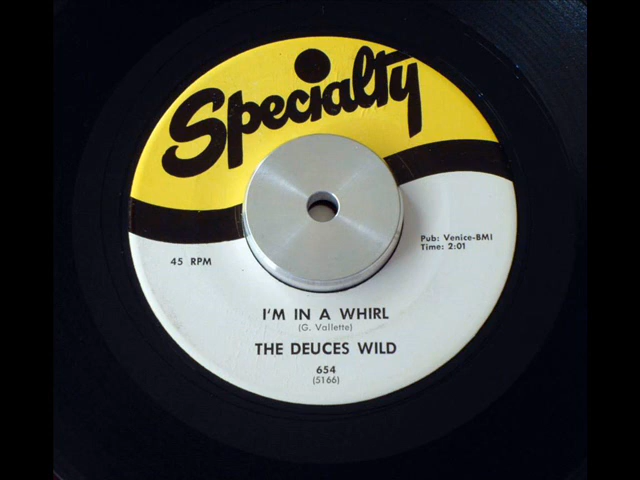 Specialty
Pub: Venice-BMI
Time: 2:01
45 RPM
I'M IN A WHIRL
(G. Vallette)
THE DEUCES WILD
654
(5166)